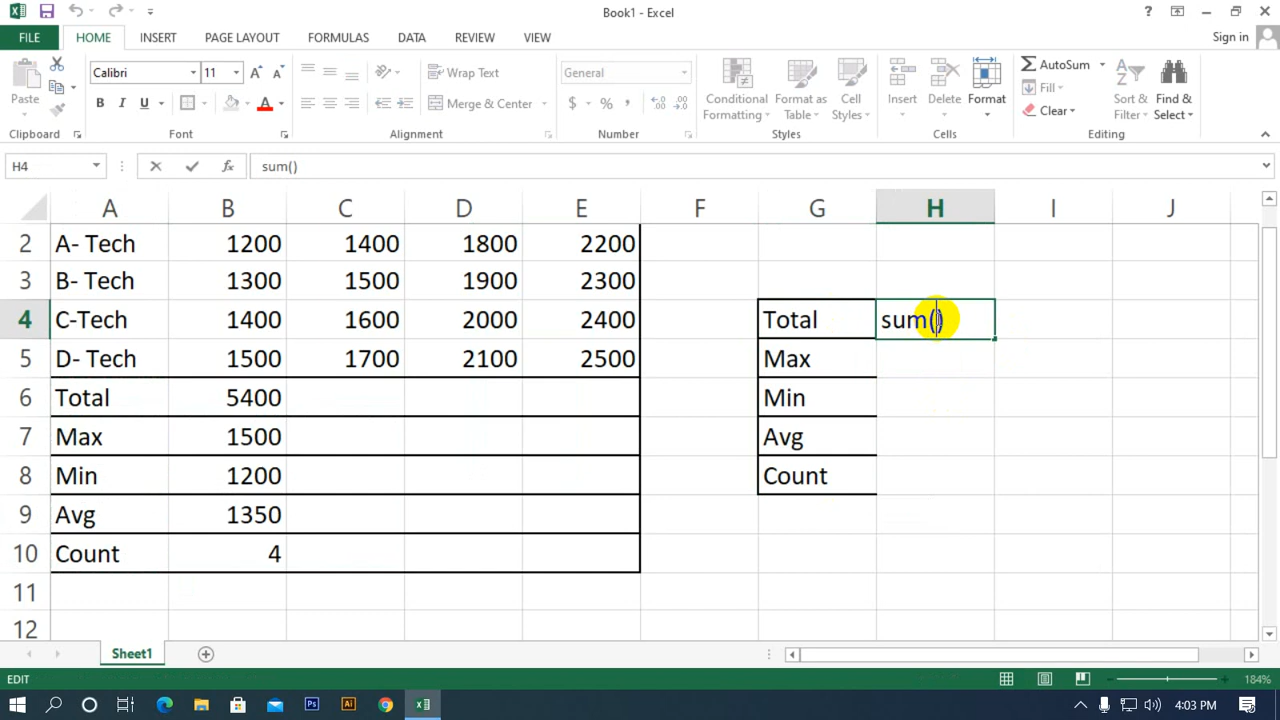 Book1 - Excel
?
FILE HOME INSERT PAGE LAYOUT FORMULAS DATA REVIEW VIEW Sign in
Paste
Calibri 11 A A
B I U A
Wrap Text
Merge & Center
General
$ % ,
Conditional Formatting
Format as Table
Cell Styles
Insert Delete Format
Σ AutoSum
Fill
Clear
Sort & Filter
Find & Select
Clipboard Font Alignment Number Styles Cells Editing
H4 fx sum()
A B C D E F G H I J
2 A- Tech 1200 1400 1800 2200
3 B- Tech 1300 1500 1900 2300
4 C-Tech 1400 1600 2000 2400 Total sum()
5 D- Tech 1500 1700 2100 2500 Max
6 Total 5400 Min
7 Max 1500 Avg
8 Min 1200 Count
9 Avg 1350
10 Count 4
11
12
Sheet1
EDIT 184%
Ps Ai 4:03 PM